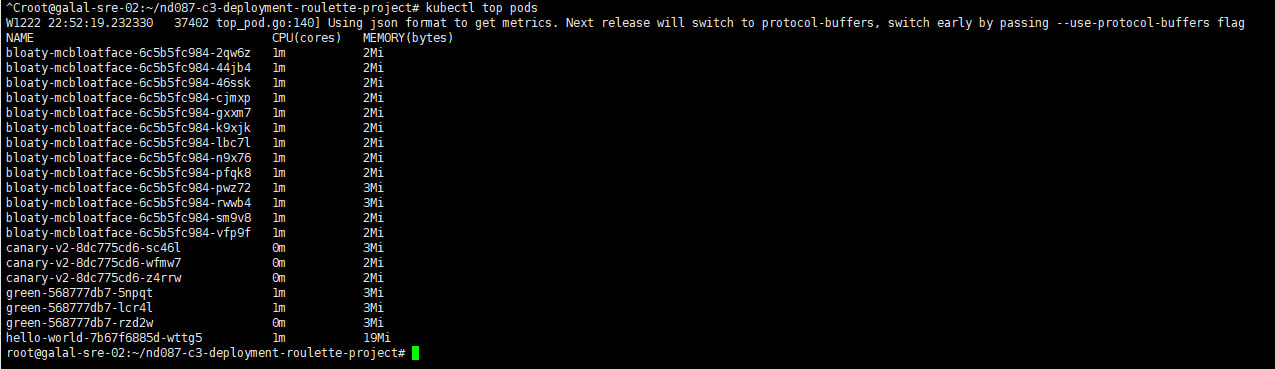 ^Croot@galal-sre-02:~/nd087-c3-deployment-roulette-project# kubectl top pods
W1222 22:52:19.232330   37402 top_pod.go:140] Using json format to get metrics. Next release will switch to protocol-buffers, switch early by passing --use-protocol-buffers flag
NAME                                CPU(cores)   MEMORY(bytes)
bloaty-mcbloatface-6c5b5fc984-2qw6z   1m           2Mi
bloaty-mcbloatface-6c5b5fc984-44jb4   1m           2Mi
bloaty-mcbloatface-6c5b5fc984-46ssk   1m           2Mi
bloaty-mcbloatface-6c5b5fc984-cjmxp   1m           2Mi
bloaty-mcbloatface-6c5b5fc984-gxxm7   1m           2Mi
bloaty-mcbloatface-6c5b5fc984-k9xjk   1m           2Mi
bloaty-mcbloatface-6c5b5fc984-lbc7l   1m           2Mi
bloaty-mcbloatface-6c5b5fc984-n9x76   1m           2Mi
bloaty-mcbloatface-6c5b5fc984-pfqk8   1m           2Mi
bloaty-mcbloatface-6c5b5fc984-pwz72   1m           3Mi
bloaty-mcbloatface-6c5b5fc984-rwwb4   1m           3Mi
bloaty-mcbloatface-6c5b5fc984-sm9v8   1m           2Mi
bloaty-mcbloatface-6c5b5fc984-vfp9f   1m           2Mi
canary-v2-8dc775cd6-sc46l             0m           3Mi
canary-v2-8dc775cd6-wfmw7             0m           2Mi
canary-v2-8dc775cd6-z4rrw             0m           2Mi
green-568777db7-5npqt                 1m           3Mi
green-568777db7-lcr4l                 1m           3Mi
green-568777db7-rzd2w                 0m           3Mi
hello-world-7b67f6885d-wttg5          1m           19Mi
root@galal-sre-02:~/nd087-c3-deployment-roulette-project#